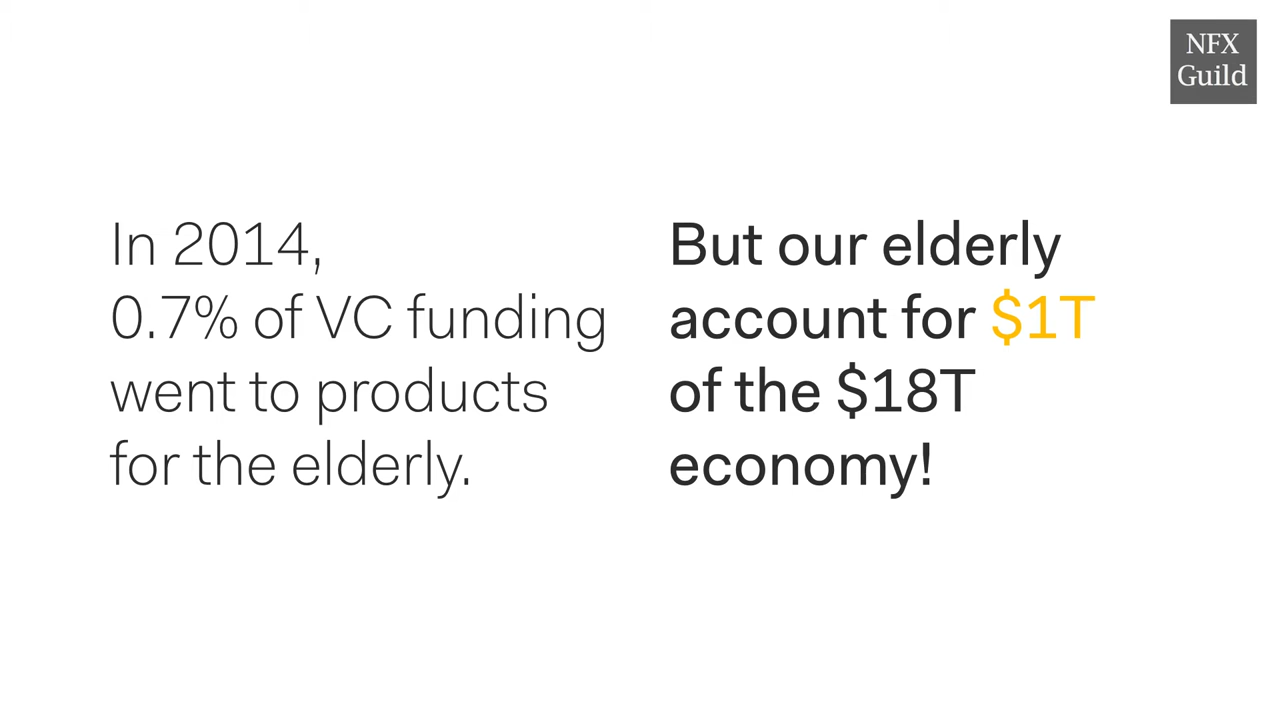 NFX
Guild
In 2014,
0.7% of VC funding
went to products
for the elderly.
But our elderly
account for $1T
of the $18T
economy!